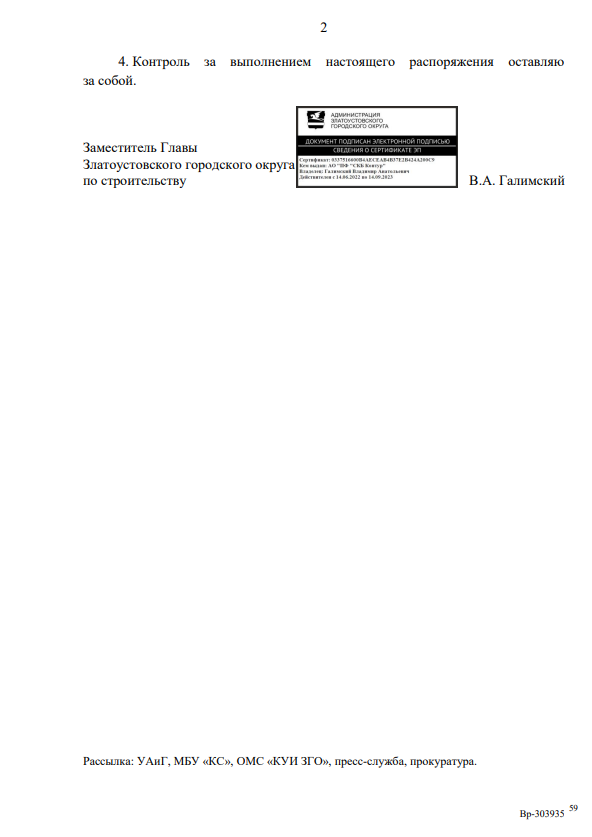 2
4. Контроль за выполнением настоящего распоряжения оставляю
за собой.
АДМИНИСТРАЦИЯ
ЗЛАТОУСТОВСКОГО
ГОРОДСКОГО ОКРУГА
ДОКУМЕНТ ПОДПИСАН ЭЛЕКТРОННОЙ ПОДПИСЬЮ
СВЕДЕНИЯ О СЕРТИФИКАТЕ ЭП
Кем выдан: АО "ПФ "СКБ Контур"
Владелец: Галимский Владимир Анатольевич
Действителен с 14.06.2022 по 14.09.2023
Заместитель Главы
Златоустовского городского округа
по строительству
В.А. Галимский
Рассылка: УАиГ, МБУ «КС», ОМС «КУИ ЗГО», пресс-служба, прокуратура.
Вр-303935 59